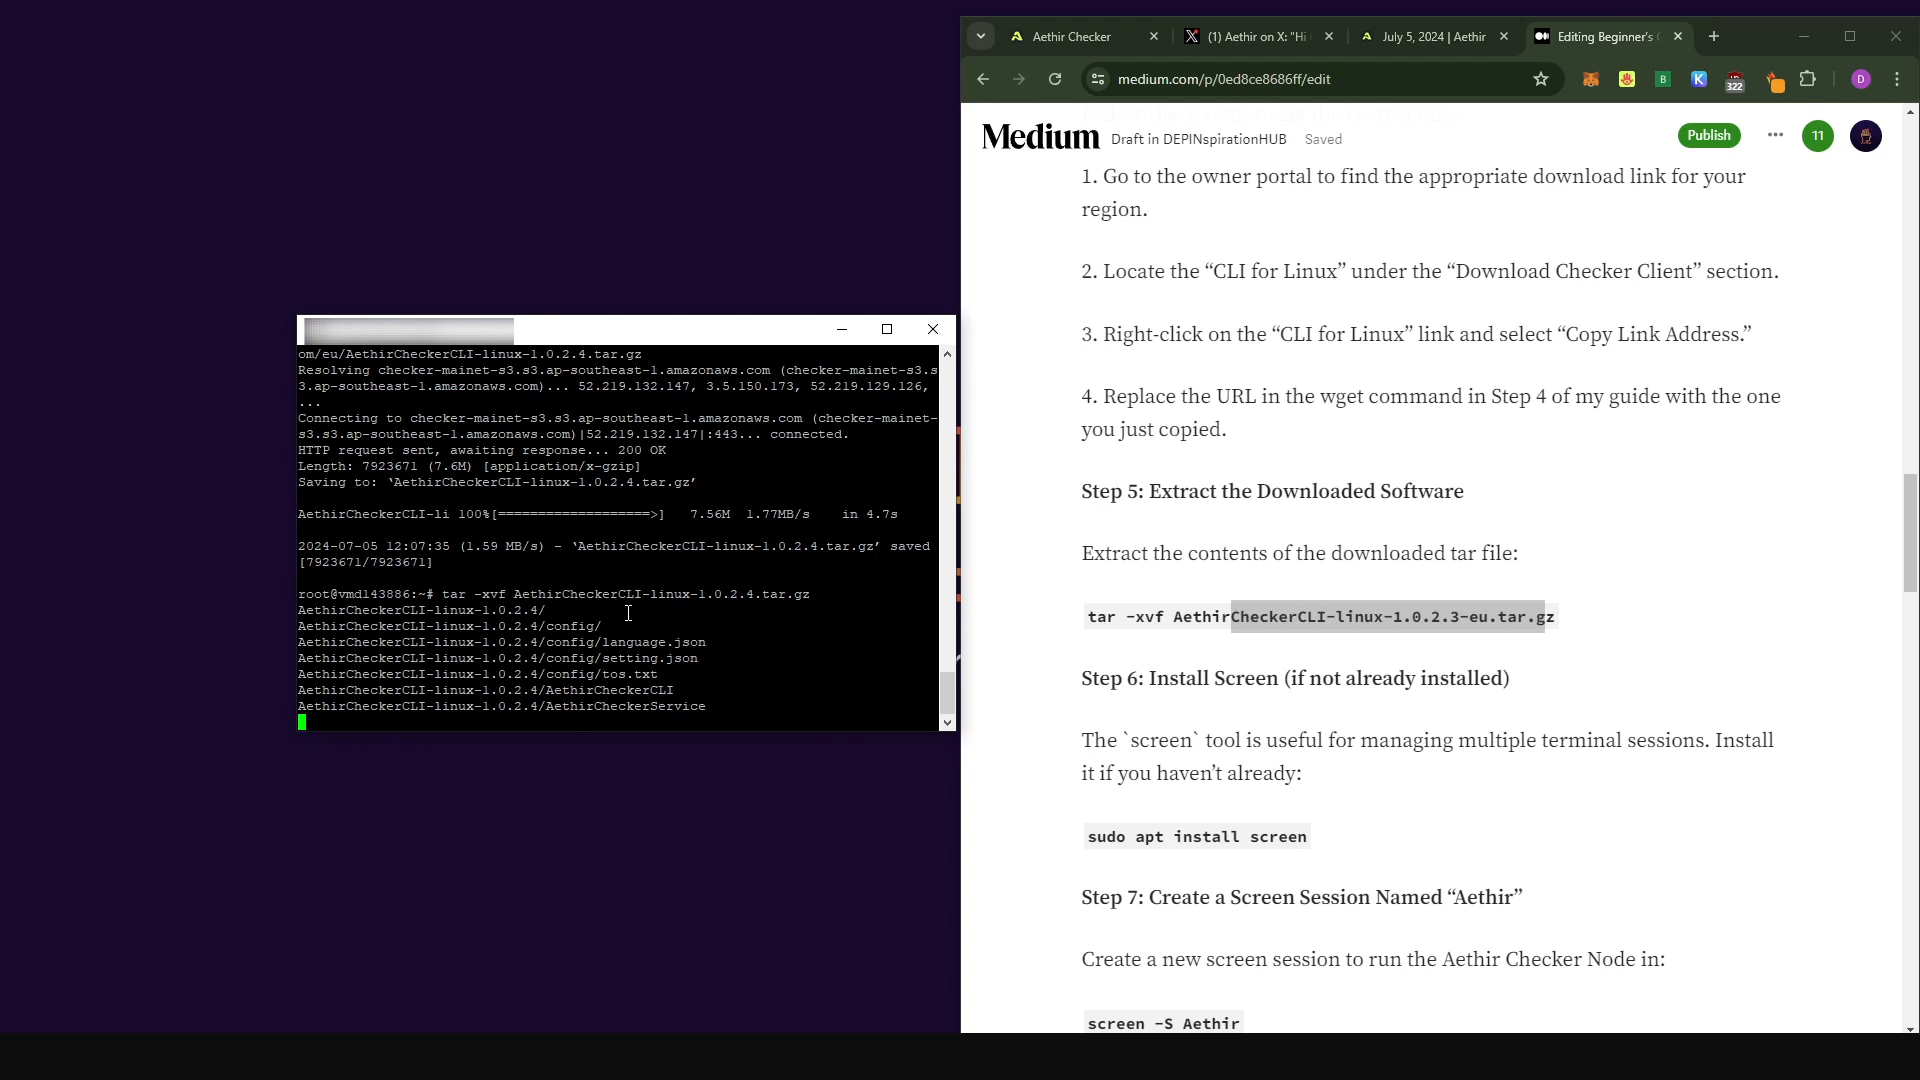 om/eu/AethirCheckerCLI-linux-1.0.2.4.tar.gz
Resolving checker-mainet-s3.s3.ap-southeast-1.amazonaws.com (checker-mainet-s3.s
3.ap-southeast-1.amazonaws.com)... 52.219.132.147, 3.5.150.173, 52.219.129.126,
...
Connecting to checker-mainet-s3.s3.ap-southeast-1.amazonaws.com (checker-mainet-
s3.s3.ap-southeast-1.amazonaws.com)|52.219.132.147|:443... connected.
HTTP request sent, awaiting response... 200 OK
Length: 7923671 (7.6M) [application/x-gzip]
Saving to: ‘AethirCheckerCLI-linux-1.0.2.4.tar.gz’
AethirCheckerCLI-li 100%[===================>] 7.56M 1.77MB/s in 4.7s
2024-07-05 12:07:35 (1.59 MB/s) - ‘AethirCheckerCLI-linux-1.0.2.4.tar.gz’ saved
[7923671/7923671]
root@vmd143886:~# tar -xvf AethirCheckerCLI-linux-1.0.2.4.tar.gz
AethirCheckerCLI-linux-1.0.2.4/
AethirCheckerCLI-linux-1.0.2.4/config/
AethirCheckerCLI-linux-1.0.2.4/config/language.json
AethirCheckerCLI-linux-1.0.2.4/config/setting.json
AethirCheckerCLI-linux-1.0.2.4/config/tos.txt
AethirCheckerCLI-linux-1.0.2.4/AethirCheckerCLI
AethirCheckerCLI-linux-1.0.2.4/AethirCheckerService
Aethir Checker
(1) Aethir on X: "Hi
July 5, 2024 | Aethir
Editing Beginner's
medium.com/p/0ed8ce8686ff/edit
B
K
322
D
Medium
Draft in DEPINspirationHUB Saved
Publish
11
1. Go to the owner portal to find the appropriate download link for your
region.
2. Locate the “CLI for Linux” under the “Download Checker Client” section.
3. Right-click on the “CLI for Linux” link and select “Copy Link Address.”
4. Replace the URL in the wget command in Step 4 of my guide with the one
you just copied.
Step 5: Extract the Downloaded Software
Extract the contents of the downloaded tar file:
tar -xvf AethirCheckerCLI-linux-1.0.2.3-eu.tar.gz
Step 6: Install Screen (if not already installed)
The `screen` tool is useful for managing multiple terminal sessions. Install
it if you haven’t already:
sudo apt install screen
Step 7: Create a Screen Session Named “Aethir”
Create a new screen session to run the Aethir Checker Node in:
screen -S Aethir